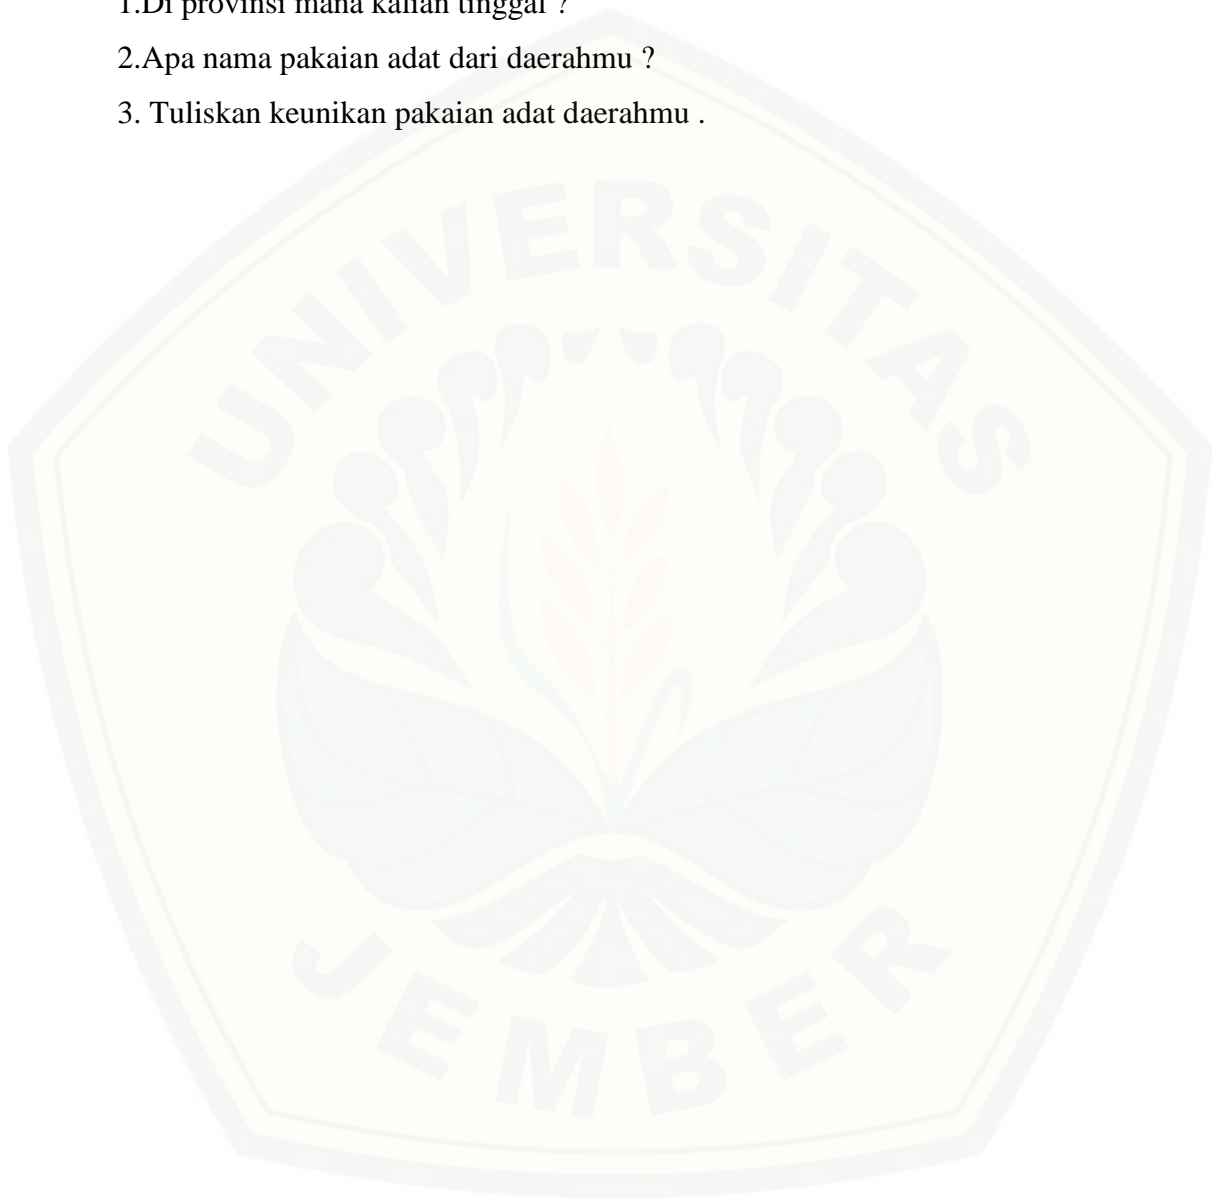 1.Di provinsi mana kalian tinggal ?
2.Apa nama pakaian adat dari daerahmu ?
3. Tuliskan keunikan pakaian adat daerahmu .
UNIVERSITAS
JEMBER